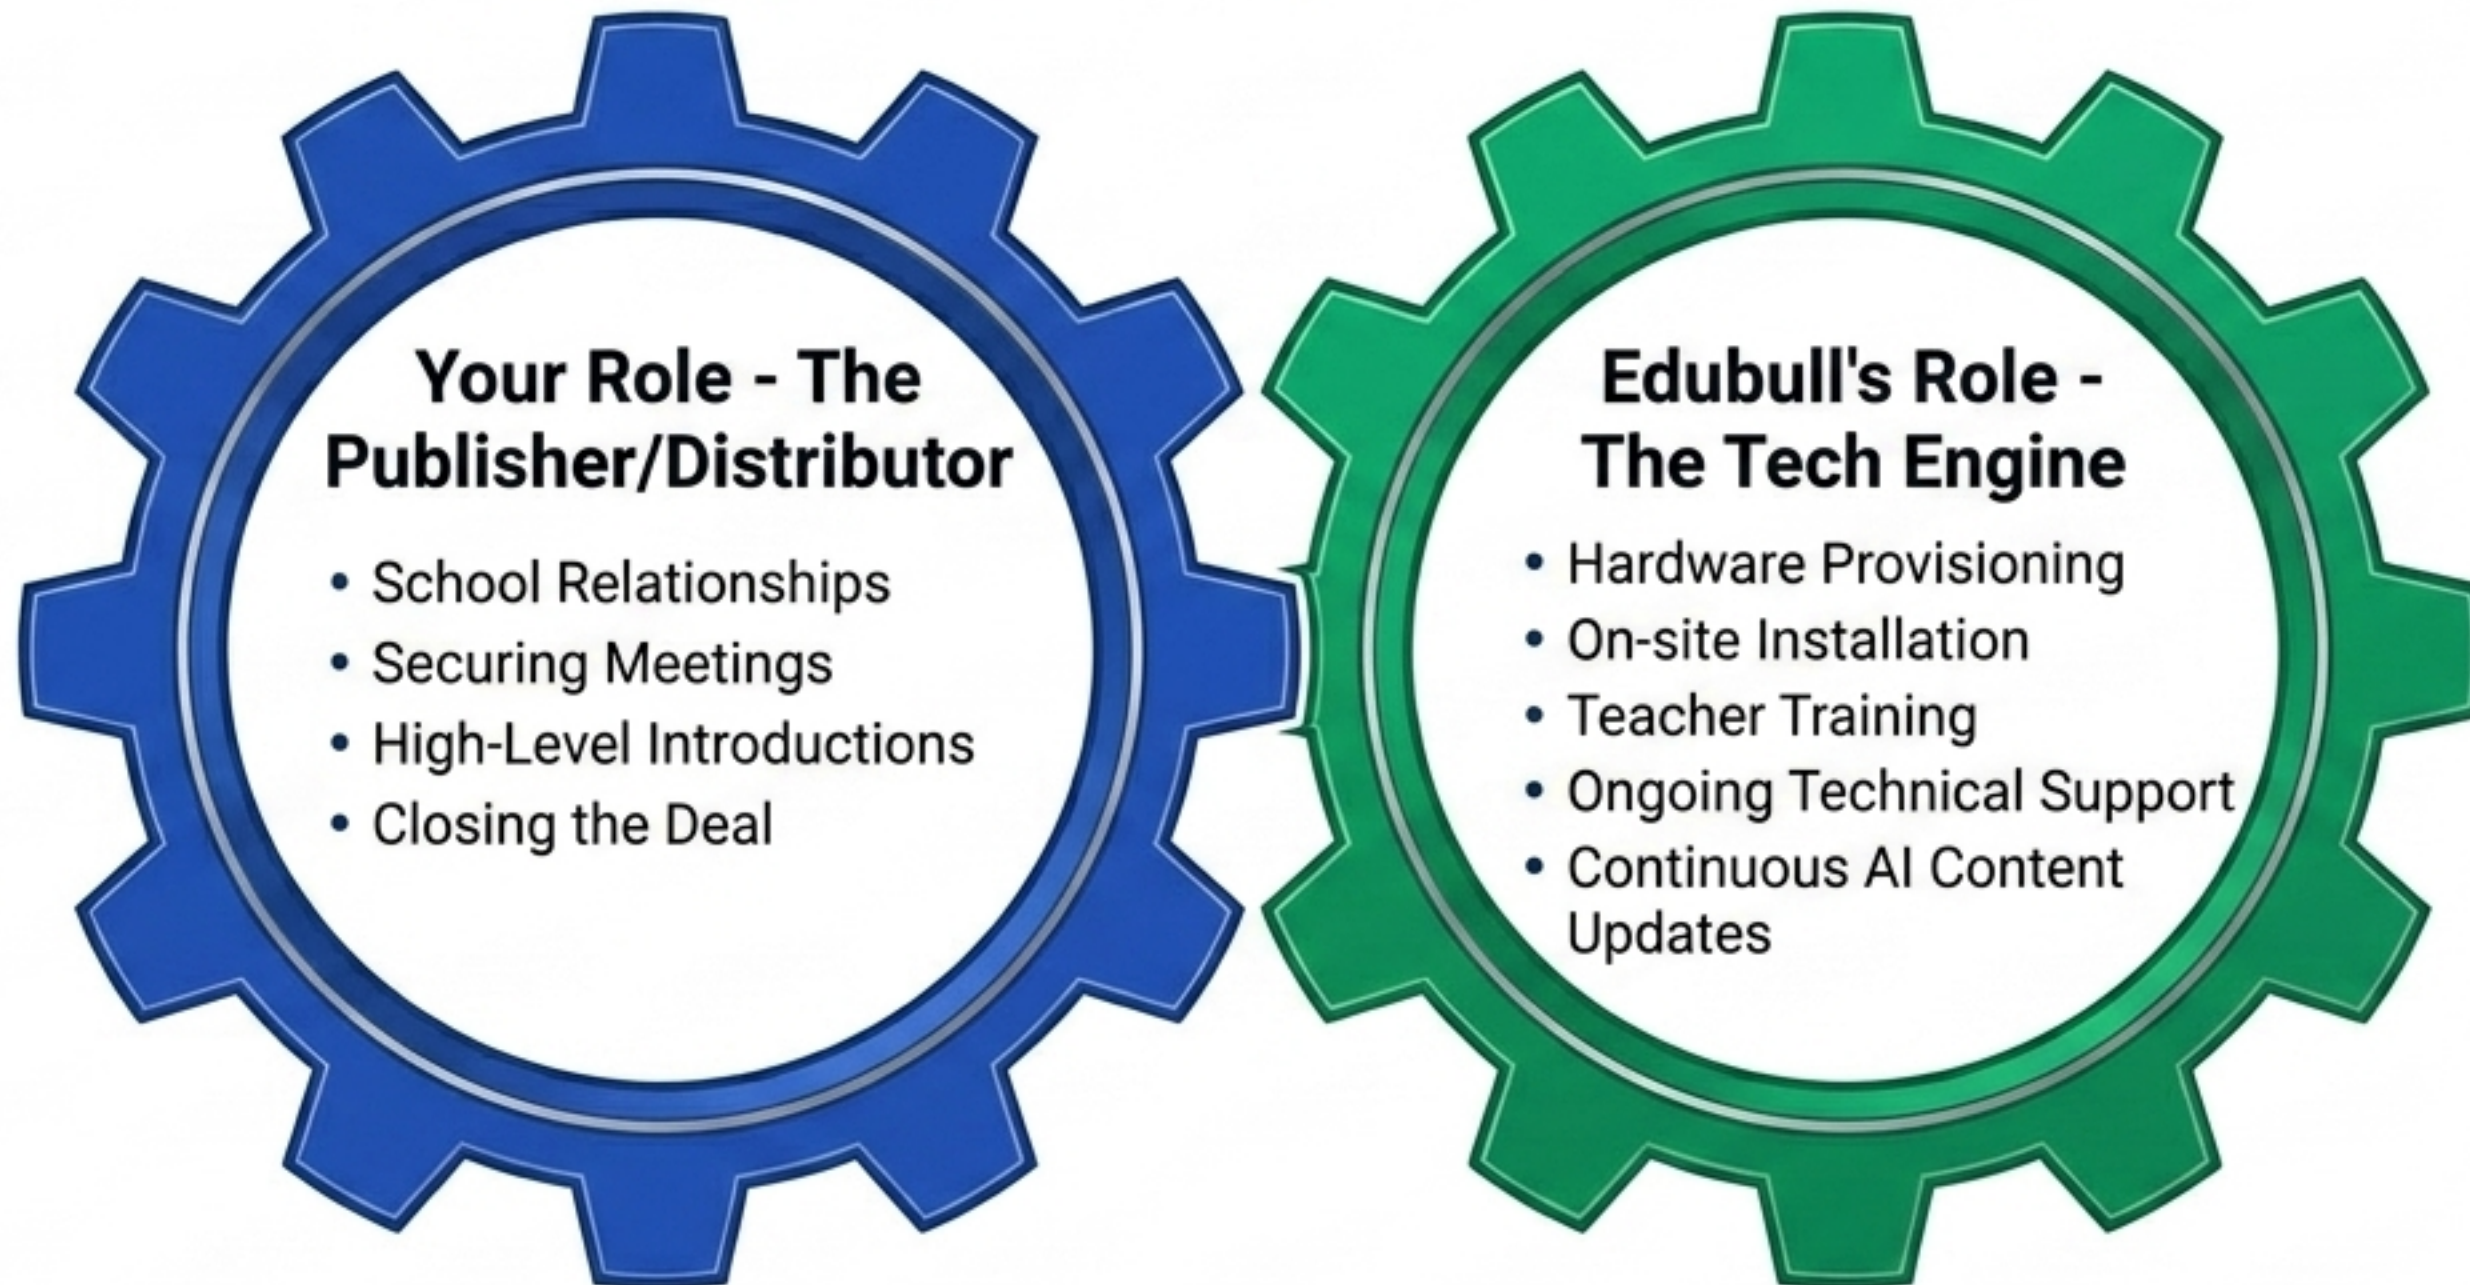 Your Role - The
Publisher/Distributor
• School Relationships
• Securing Meetings
• High-Level Introductions
• Closing the Deal
Edubull's Role -
The Tech Engine
• Hardware Provisioning
• On-site Installation
• Teacher Training
• Ongoing Technical Support
• Continuous AI Content
Updates